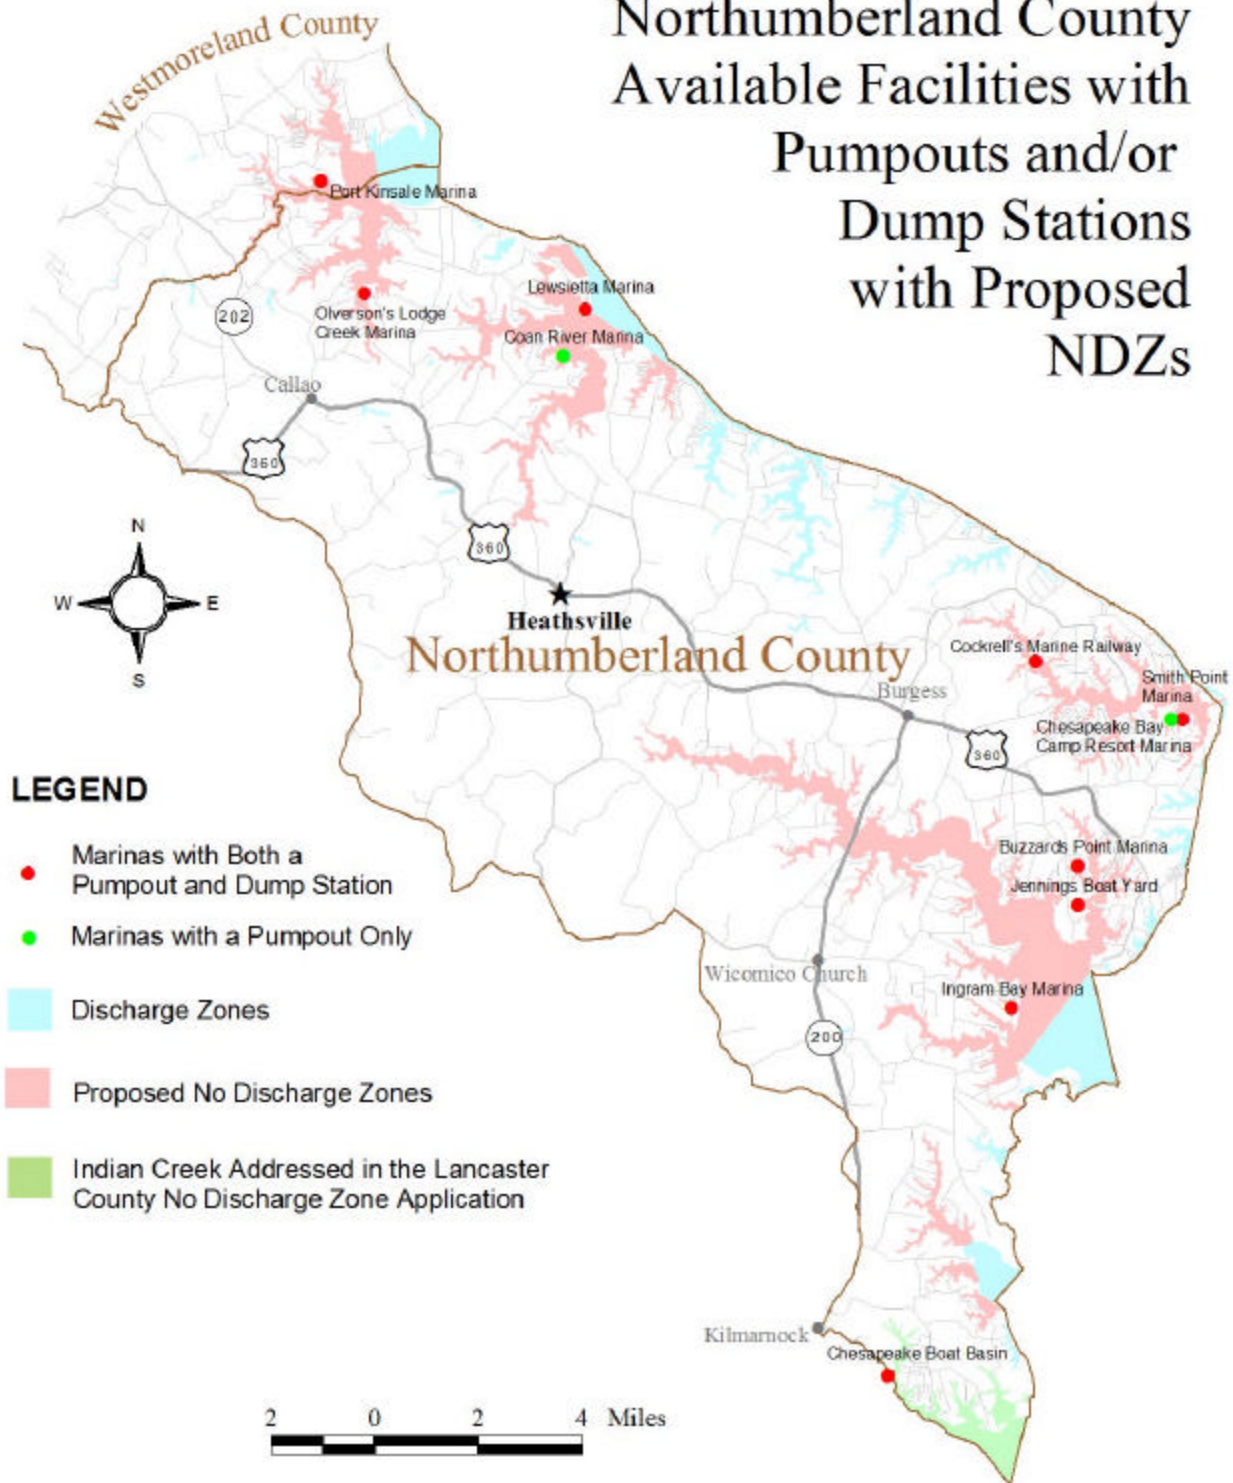 Northumberland County
Available Facilities with
Pumpouts and/or
Dump Stations
with Proposed
NDZs
Westmoreland County
Port Kinsale Marina
Lewsietta Marina
Olverson's Lodge
Creek Marina
202
Coan River Marina
Callao
360
360
N
W
E
S
Heathsville
Northumberland County
Cockrell's Marine Railway
Smith Point
Marina
Burgess
Chesapeake Bay
Camp Resort Marina
360
LEGEND
Marinas with Both a
Pumpout and Dump Station
Marinas with a Pumpout Only
Discharge Zones
Proposed No Discharge Zones
Indian Creek Addressed in the Lancaster
County No Discharge Zone Application
Buzzards Point Marina
Jennings Boat Yard
Wicomico Church
Ingram Bay Marina
200
Kilmarnock
Chesapeake Boat Basin
2 0 2 4 Miles